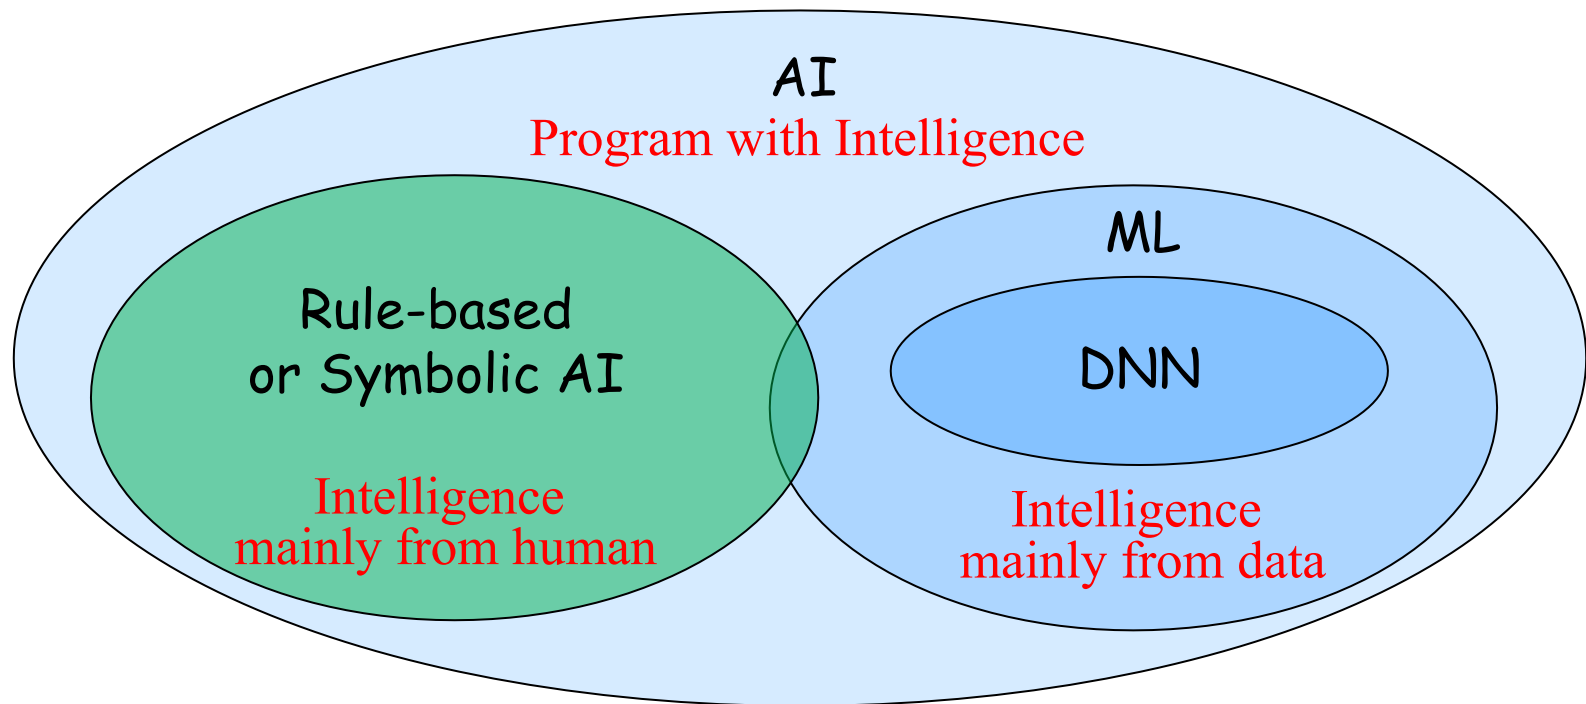 AI
Program with Intelligence
Rule-based
or Symbolic AI
Intelligence
mainly from human
ML
DNN
Intelligence
mainly from data